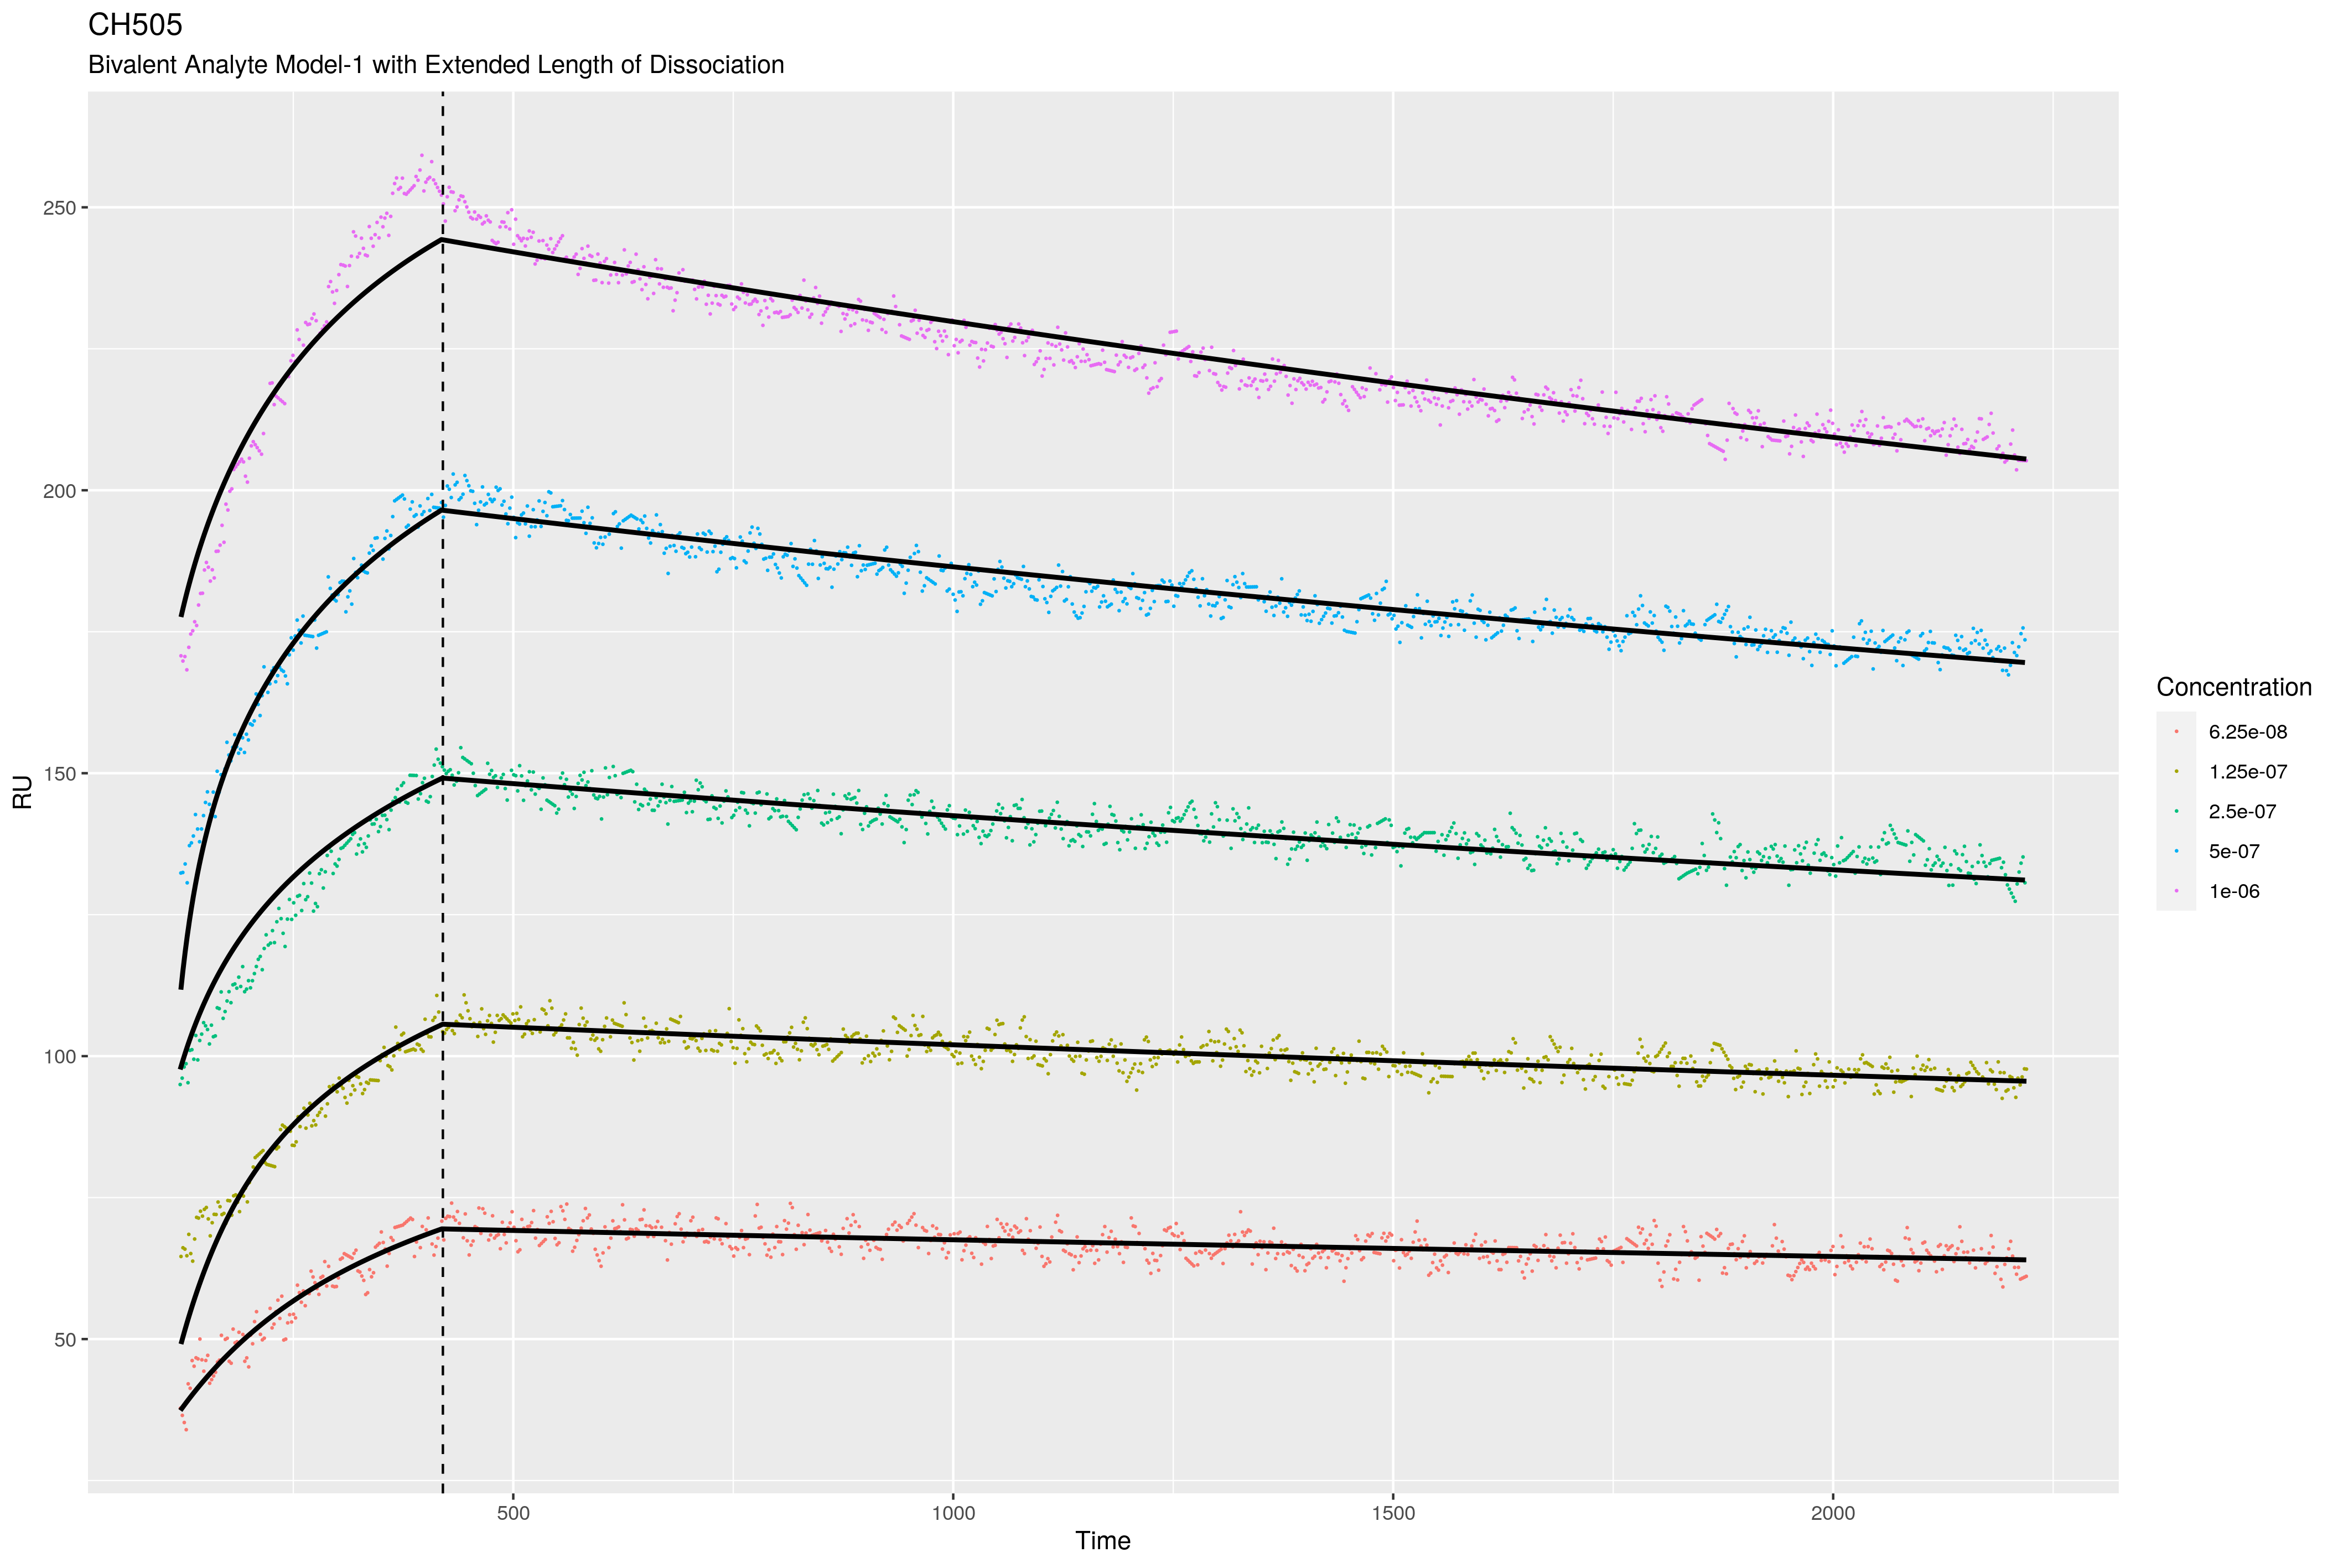 CH505
Bivalent Analyte Model-1 with Extended Length of Dissociation
250
200
150
100
50
RU
500
1000
1500
2000
Time
Concentration
6.25e-08
1.25e-07
2.5e-07
5e-07
1e-06